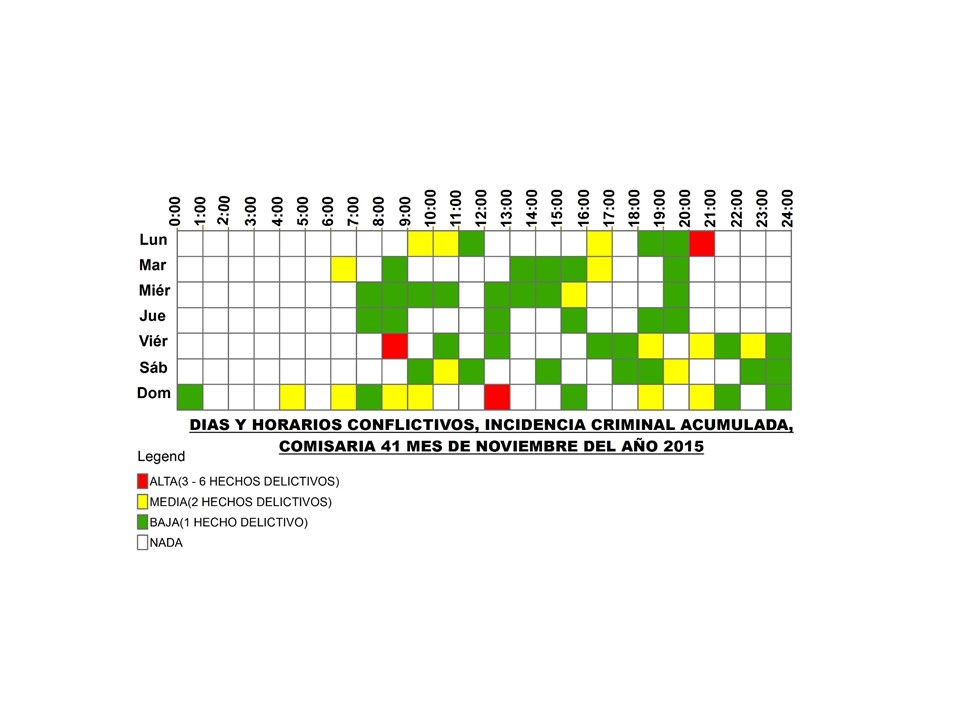 0:00 1:00 2:00 3:00 4:00 5:00 6:00 7:00 8:00 9:00 10:00 11:00 12:00 13:00 14:00 15:00 16:00 17:00 18:00 19:00 20:00 21:00 22:00 23:00 24:00
Lun
Mar
Miér
Jue
Viér
Sáb
Dom
DIAS Y HORARIOS CONFLICTIVOS, INCIDENCIA CRIMINAL ACUMULADA,
COMISARIA 41 MES DE NOVIEMBRE DEL AÑO 2015
Legend
ALTA(3 - 6 HECHOS DELICTIVOS)
MEDIA(2 HECHOS DELICTIVOS)
BAJA(1 HECHO DELICTIVO)
NADA